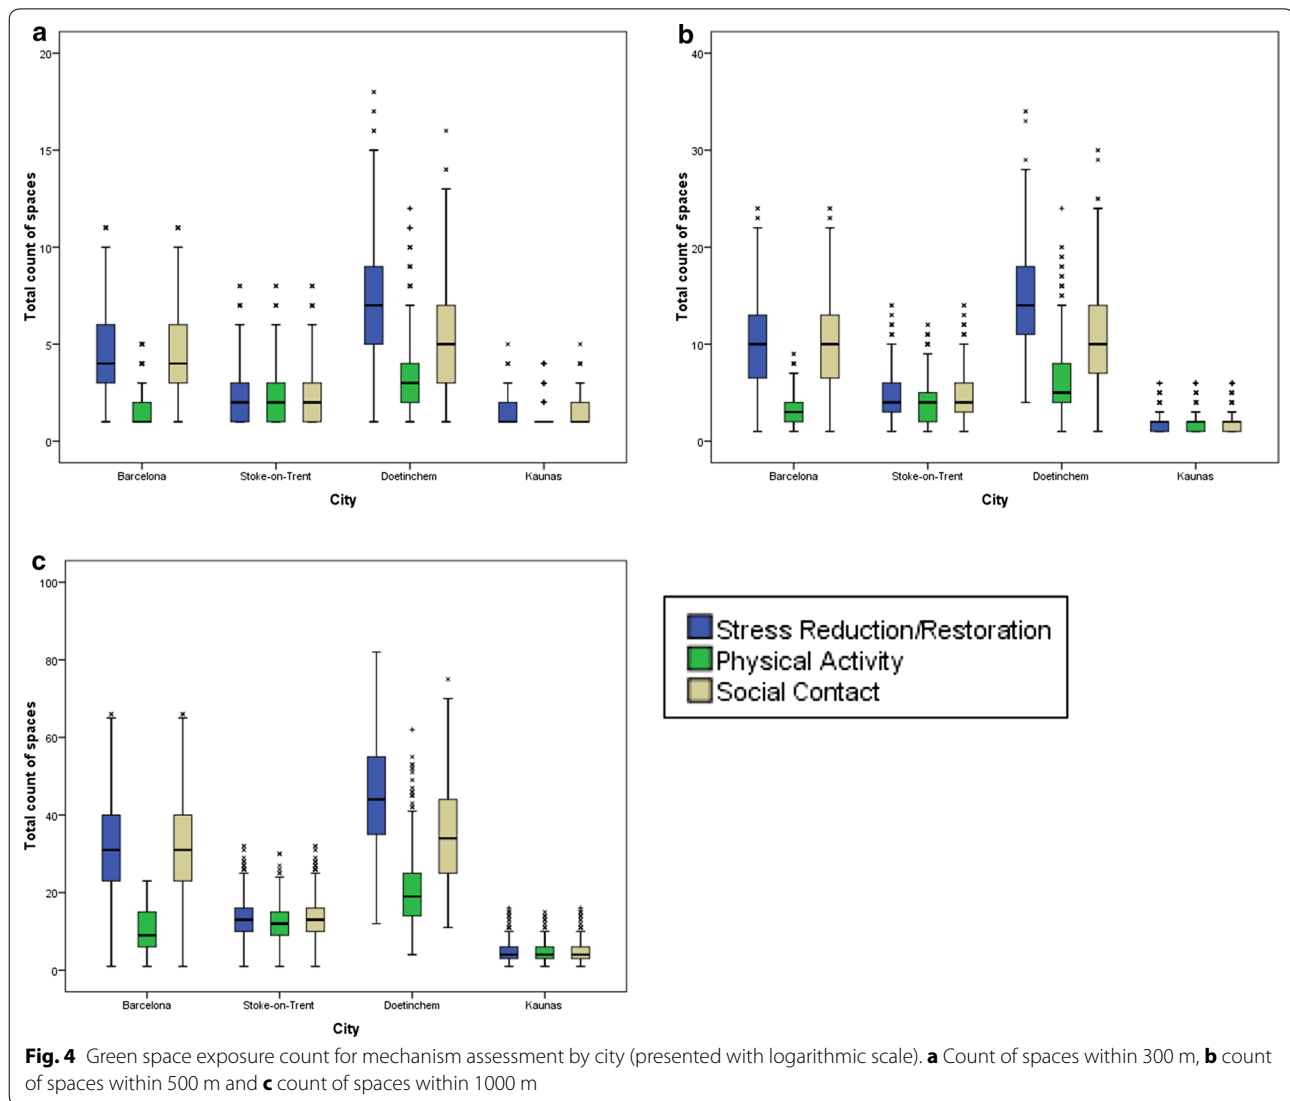 a
20
15
10
5
0
Total count of spaces
Barcelona
Stoke-on-Trent
Doetinchem
Kaunas
City
b
40
30
20
10
0
Total count of spaces
Barcelona
Stoke-on-Trent
Doetinchem
Kaunas
City
c
100
80
60
40
20
0
Total count of spaces
Barcelona
Stoke-on-Trent
Doetinchem
Kaunas
City
Stress Reduction/Restoration
Physical Activity
Social Contact
Fig. 4 Green space exposure count for mechanism assessment by city (presented with logarithmic scale). a Count of spaces within 300 m, b count
of spaces within 500 m and c count of spaces within 1000 m